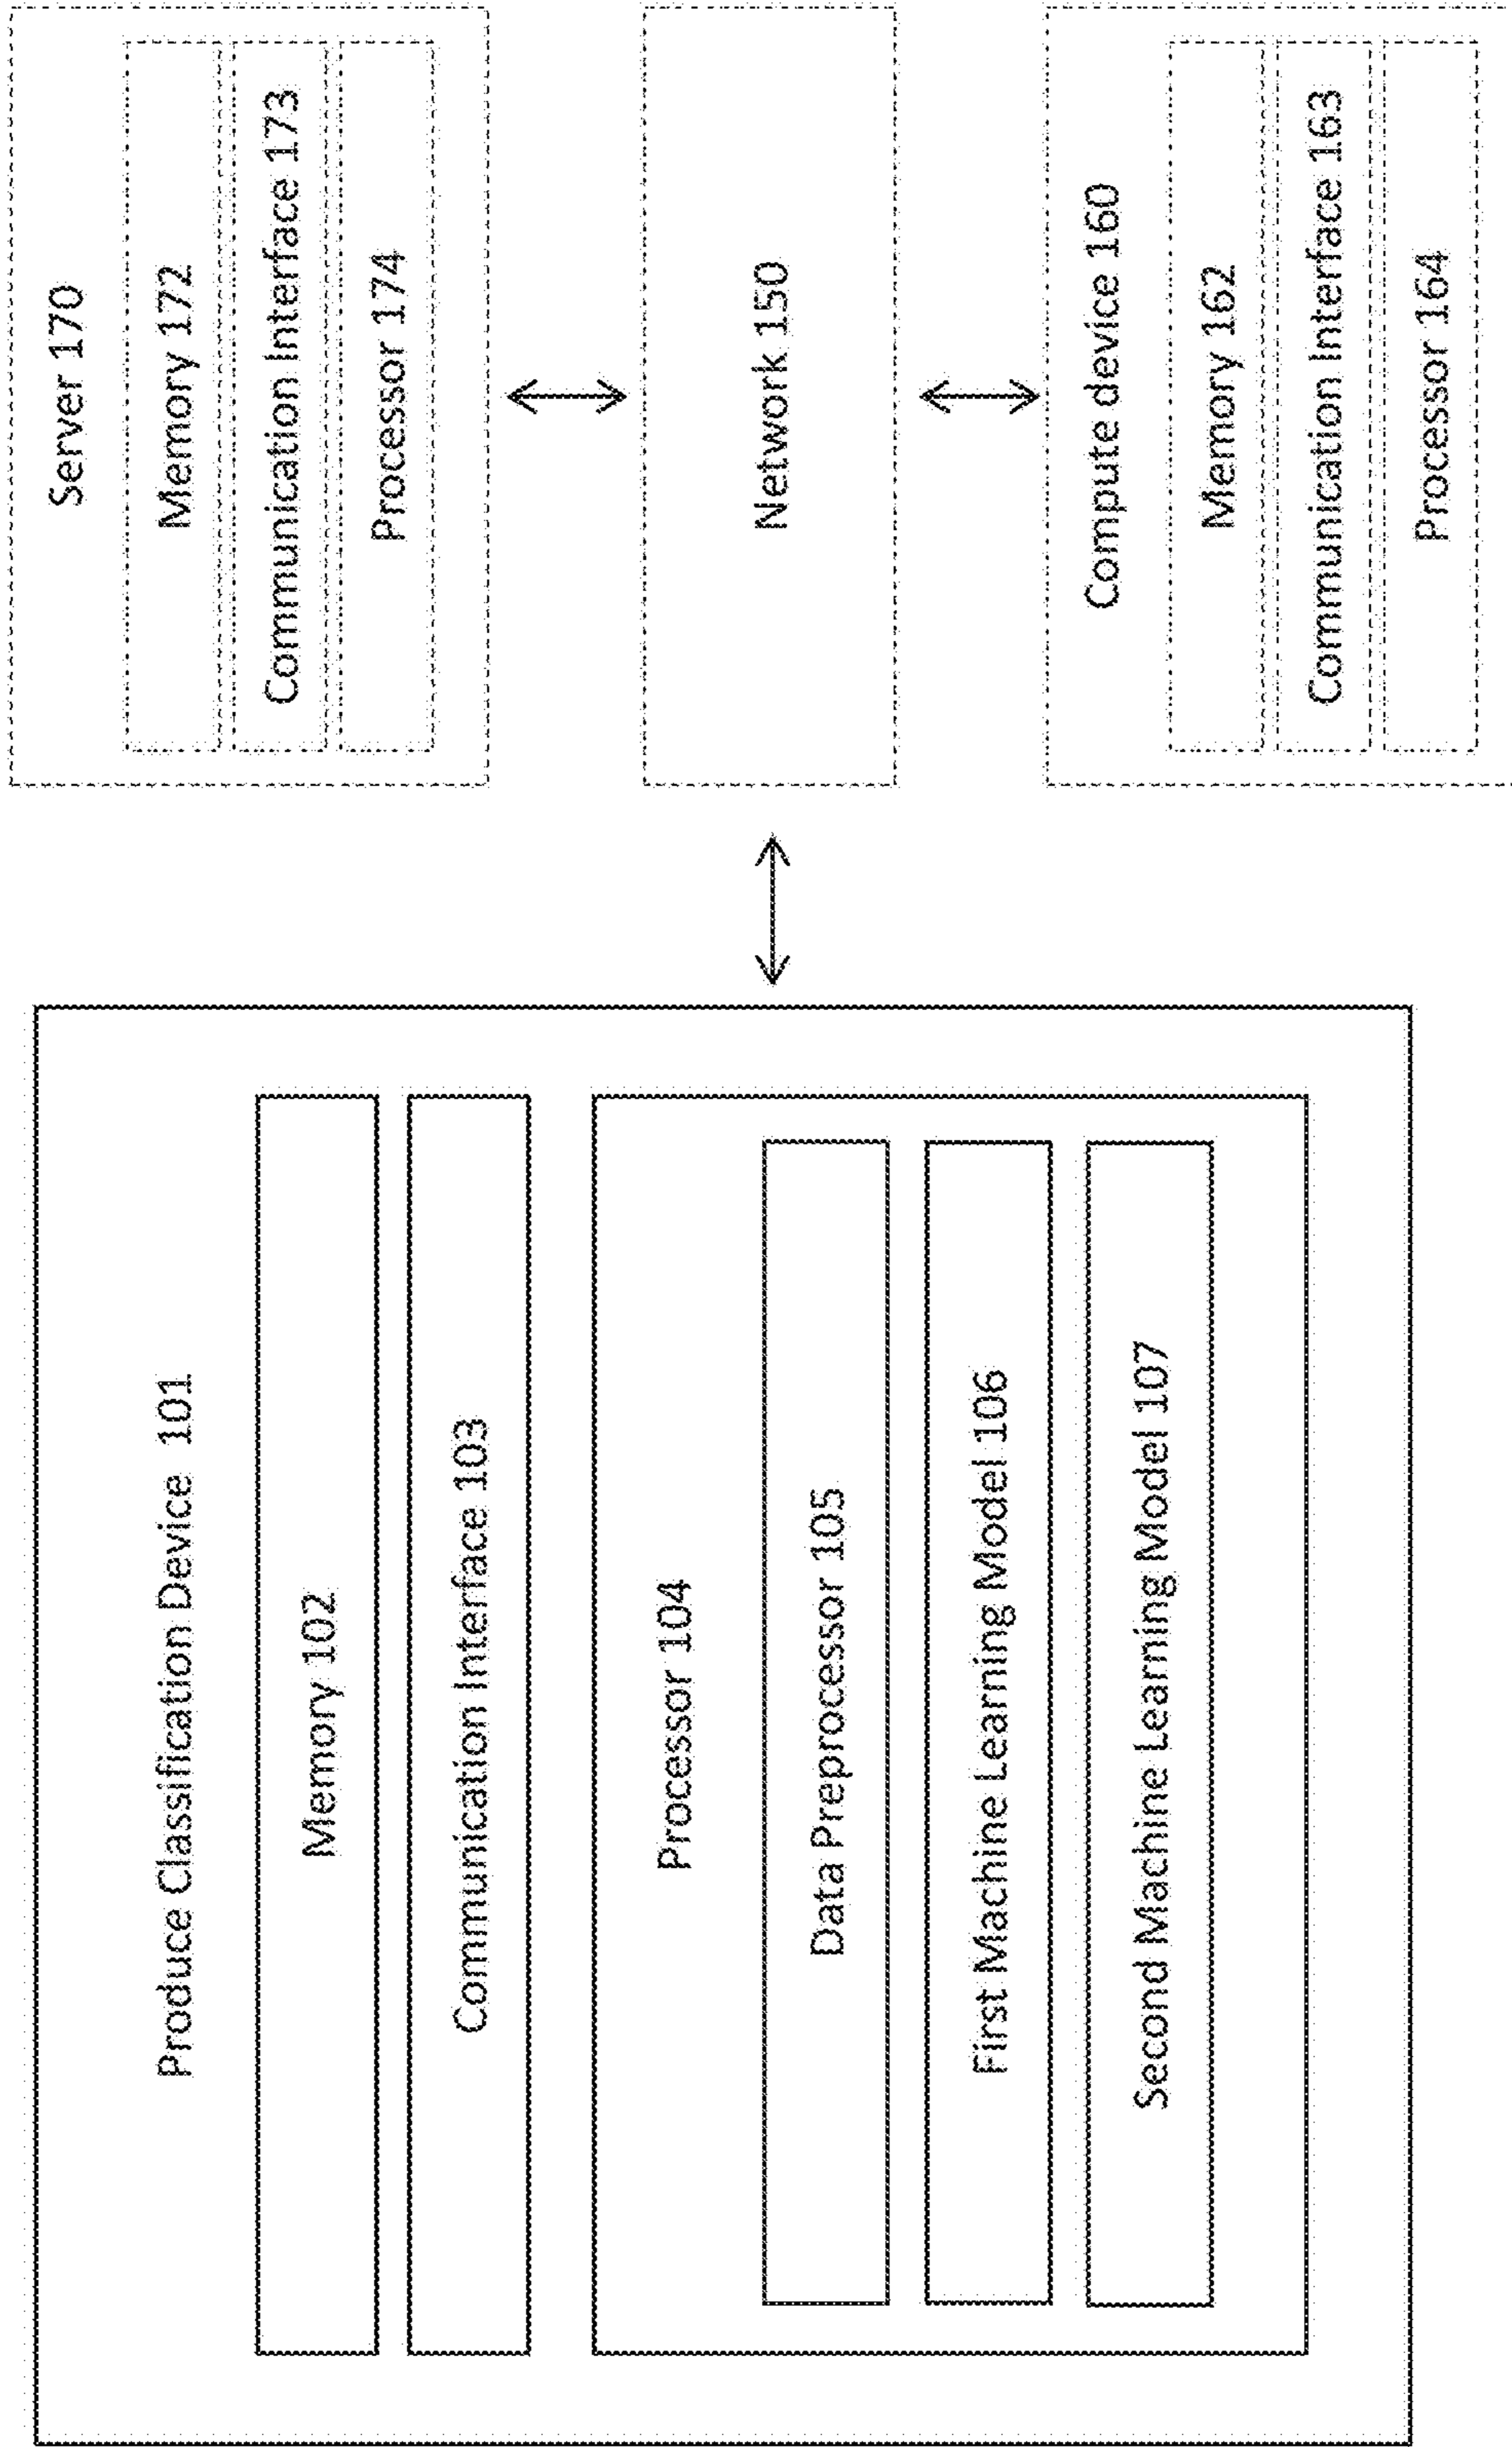 Produce Classification Device 101
Memory 102
Communication Interface 103
Processor 104
Data Preprocessor 105
First Machine Learning Model 106
Second Machine Learning Model 107
Server 170
Memory 172
Communication Interface 173
Processor 174
Network 150
Compute device 160
Memory 162
Communication Interface 163
Processor 164